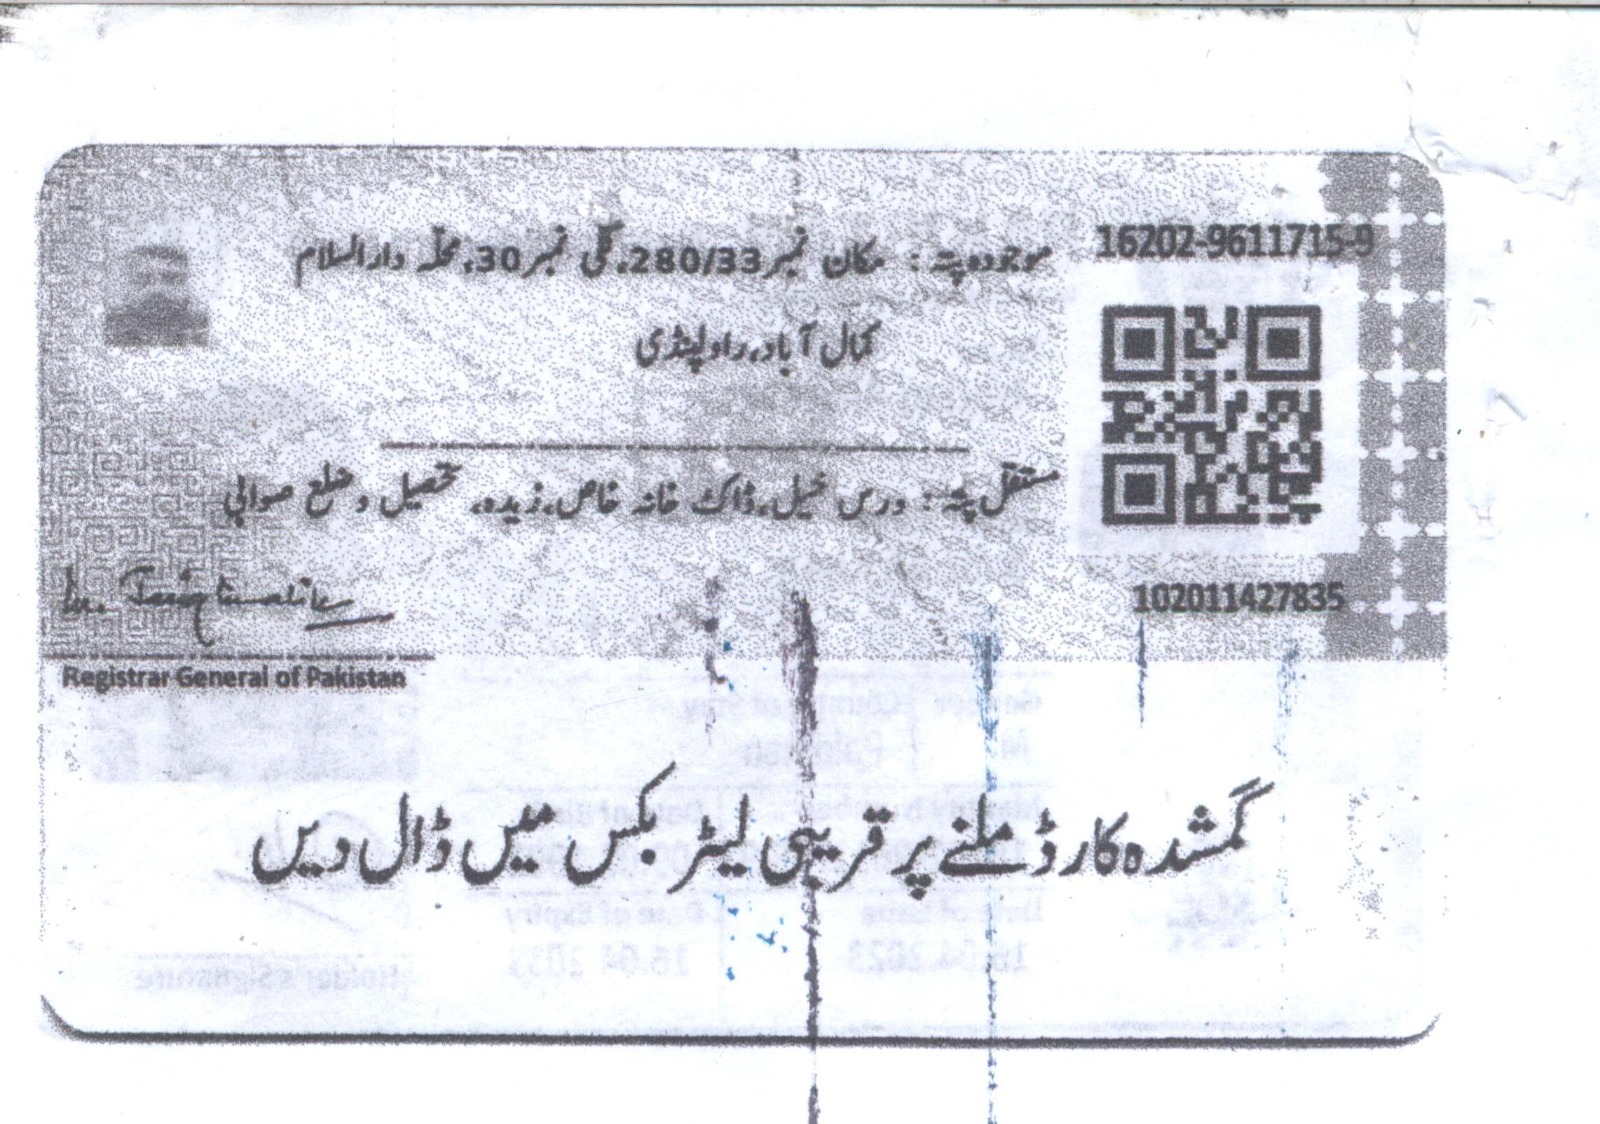 موجودہ پتہ : مکان نمبر 280/33، گلی نمبر 30، محلہ دارالسلام
کمال آباد، راولپنڈی
16202-9611715-9
مستقل پتہ : درس خیل، ڈاک خانہ خاص، زیدہ، تحصیل و ضلع صوابی
102011427835
Registrar General of Pakistan
گمشدہ کارڈ ملنے پر قریبی لیٹر بکس میں ڈال دیں